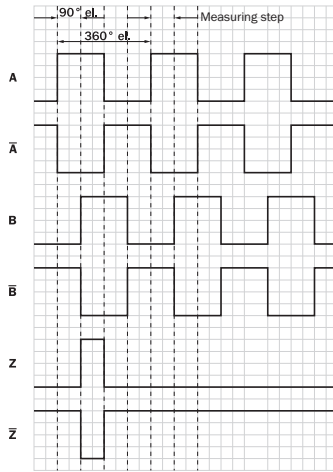 90° el.
Measuring step
360° el.
A
A̅
B
B̅
Z
Z̅